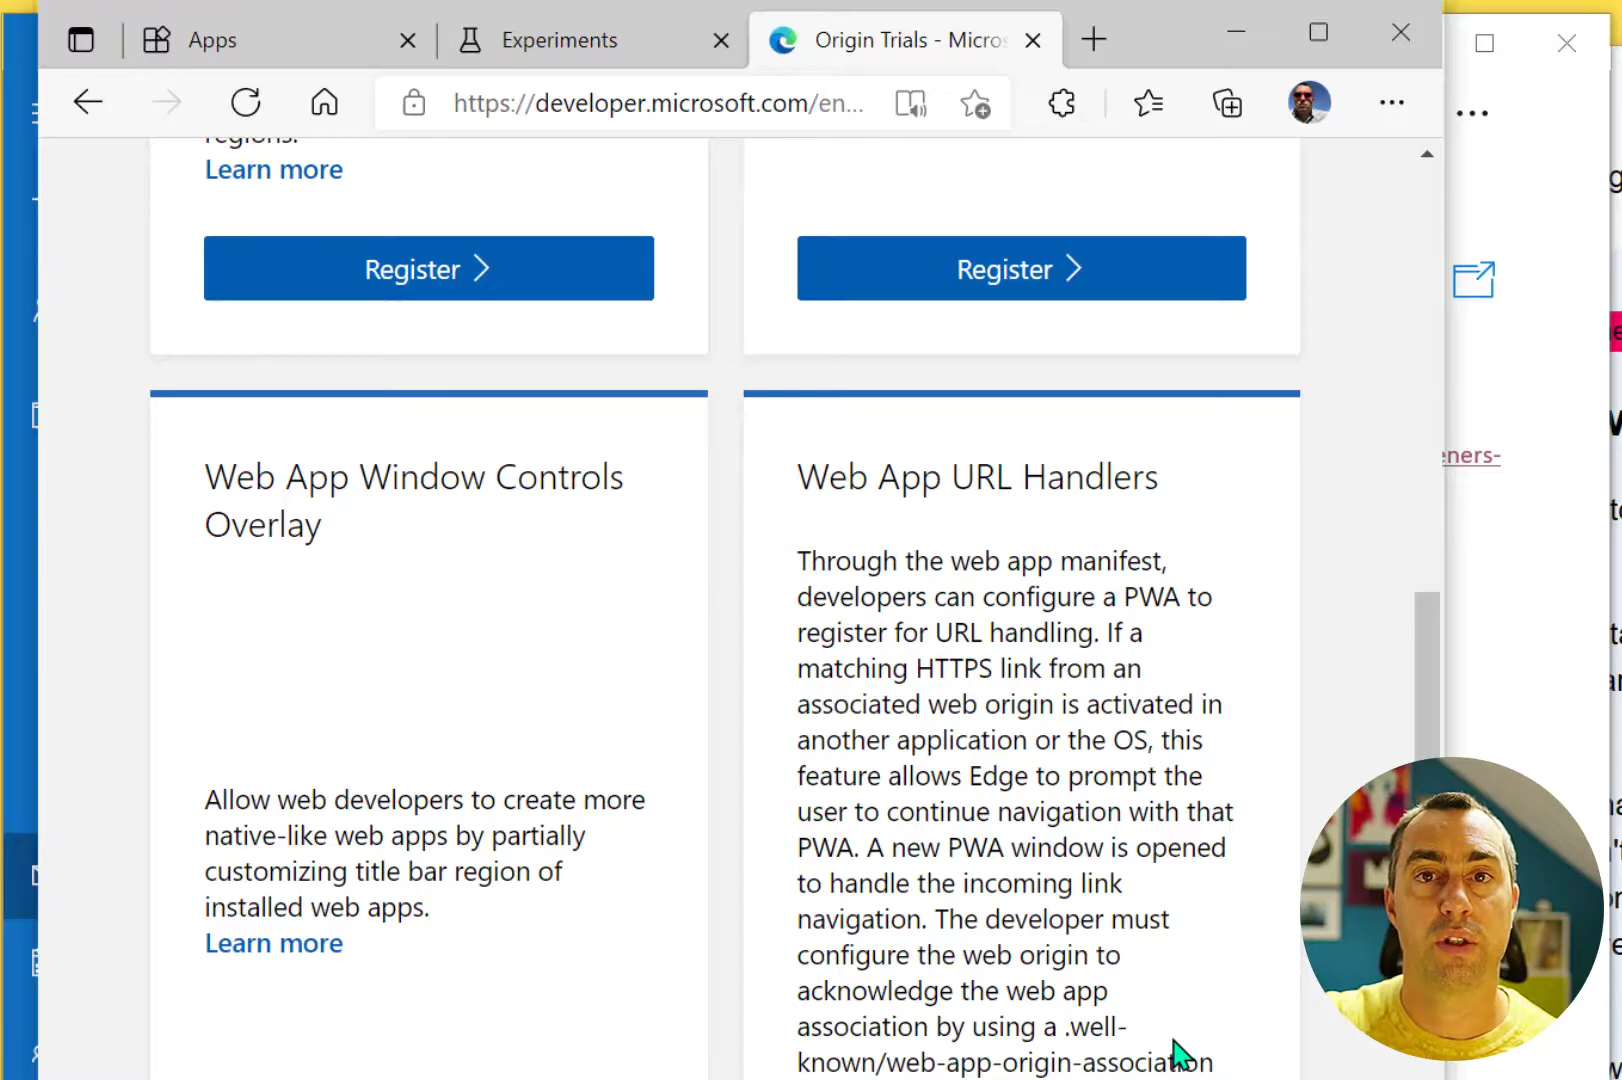 Apps
Experiments
Origin Trials - Micros
https://developer.microsoft.com/en...
regions.
Learn more
Register
Register
Web App Window Controls
Overlay
Allow web developers to create more
native-like web apps by partially
customizing title bar region of
installed web apps.
Learn more
Web App URL Handlers
Through the web app manifest,
developers can configure a PWA to
register for URL handling. If a
matching HTTPS link from an
associated web origin is activated in
another application or the OS, this
feature allows Edge to prompt the
user to continue navigation with that
PWA. A new PWA window is opened
to handle the incoming link
navigation. The developer must
configure the web origin to
acknowledge the web app
association by using a .well-
known/web-app-origin-association
eners-